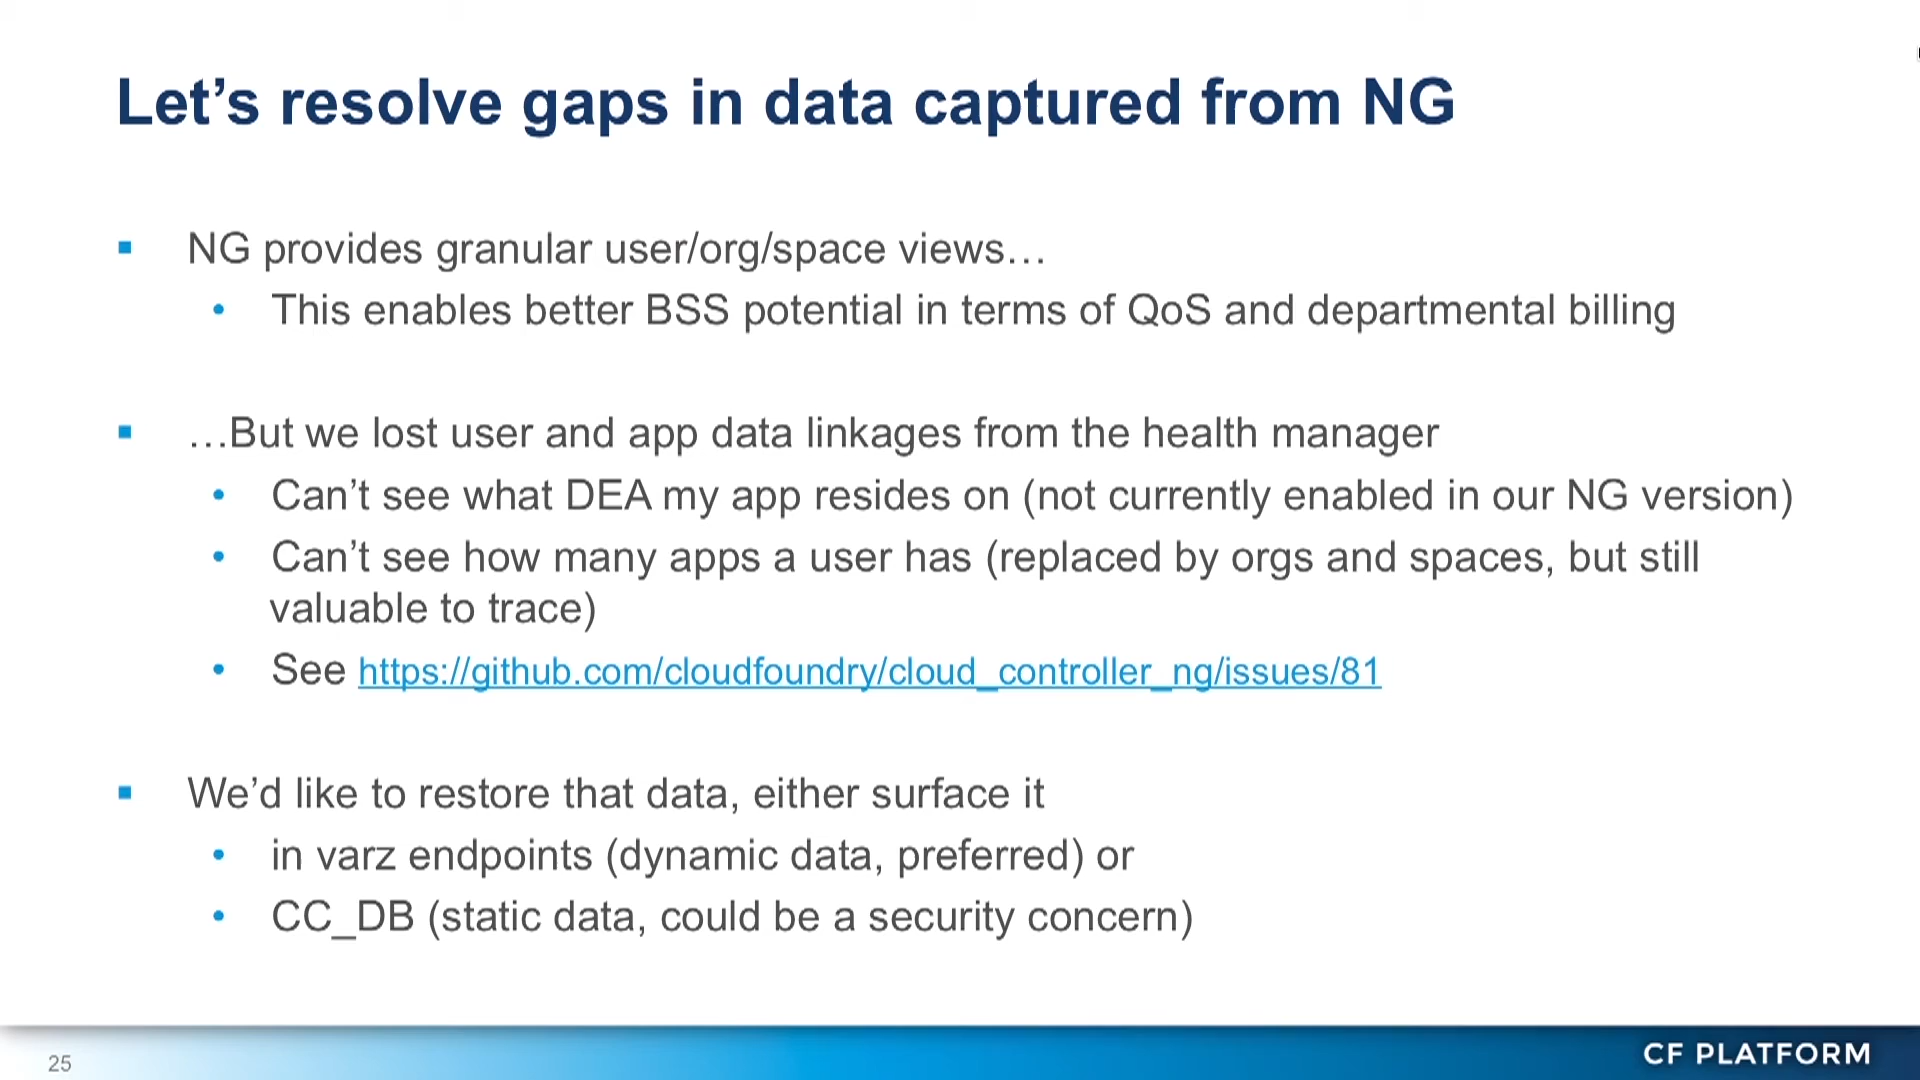 Let’s resolve gaps in data captured from NG
▪ NG provides granular user/org/space views…
• This enables better BSS potential in terms of QoS and departmental billing
▪ …But we lost user and app data linkages from the health manager
• Can’t see what DEA my app resides on (not currently enabled in our NG version)
• Can’t see how many apps a user has (replaced by orgs and spaces, but still
valuable to trace)
• See https://github.com/cloudfoundry/cloud_controller_ng/issues/81
▪ We’d like to restore that data, either surface it
• in varz endpoints (dynamic data, preferred) or
• CC_DB (static data, could be a security concern)
25
CF PLATFORM